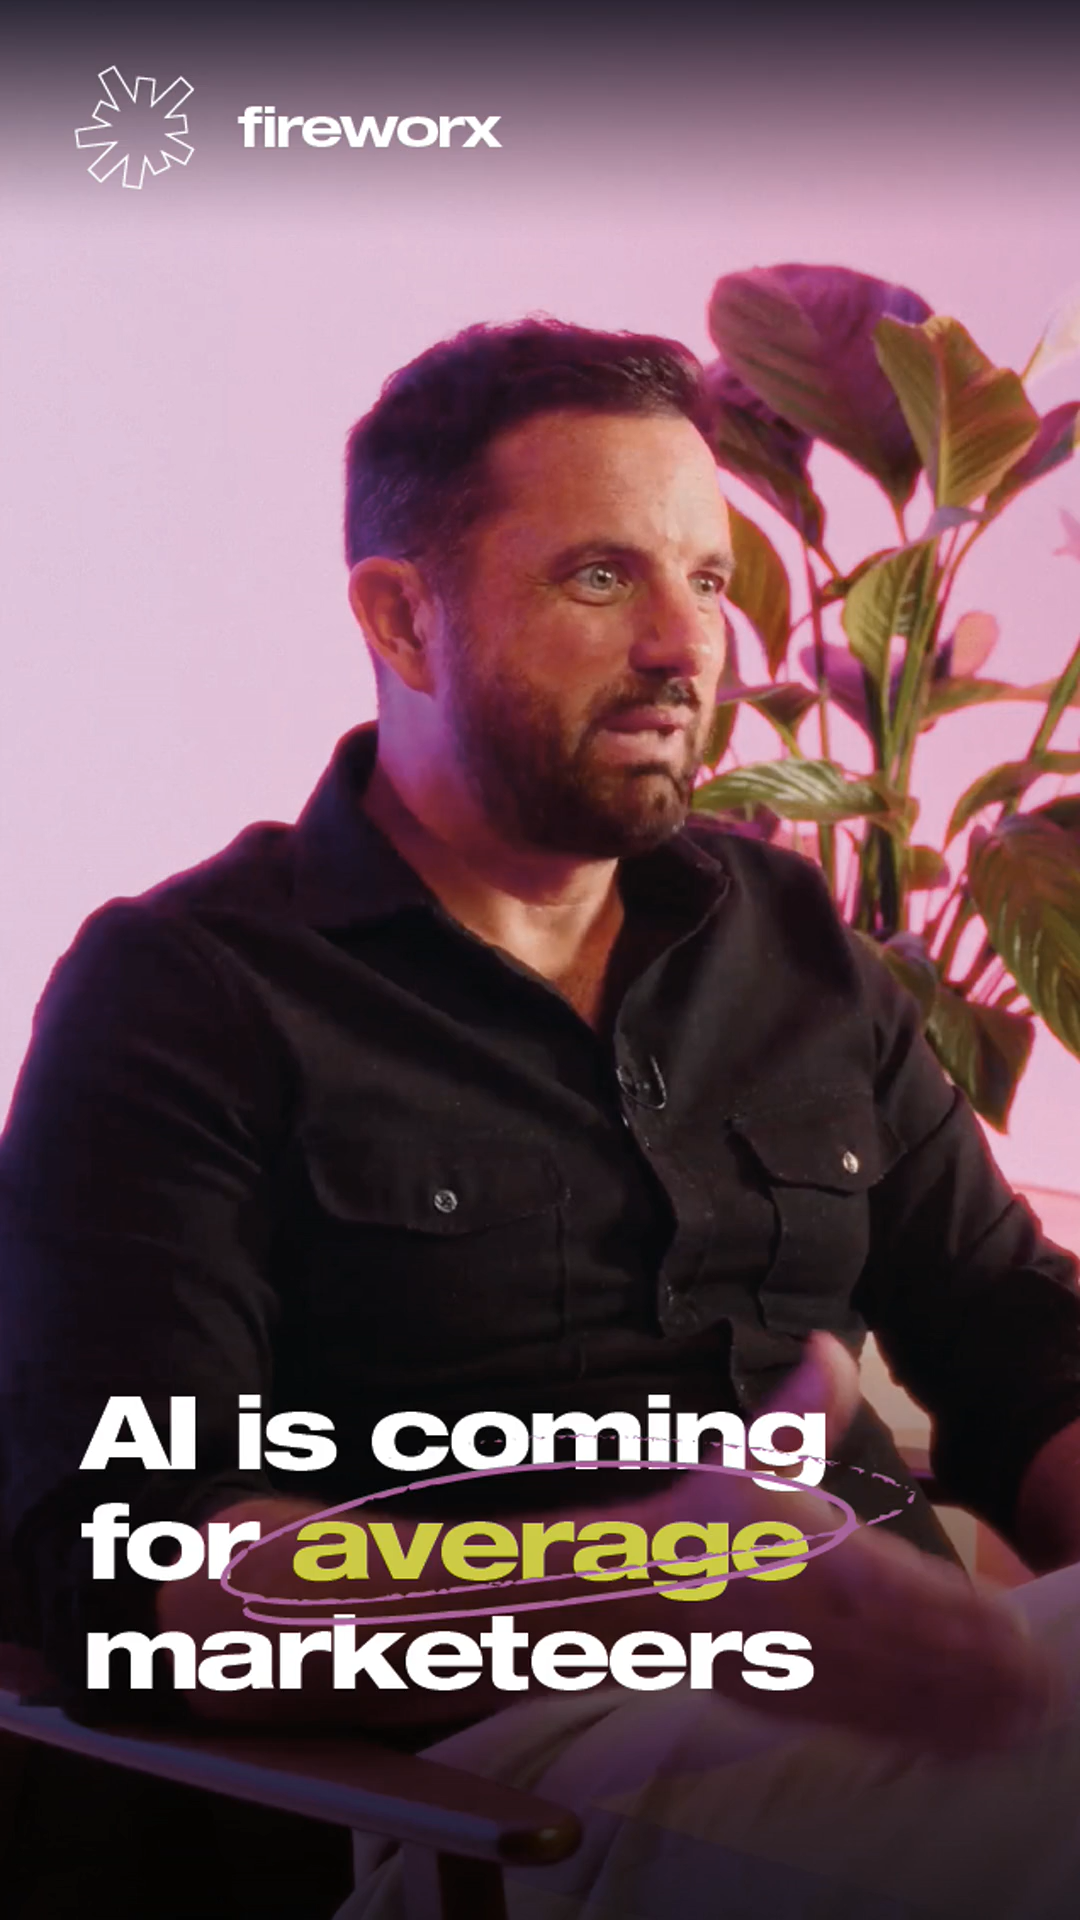 fireworx
AI is coming
for average
marketeers